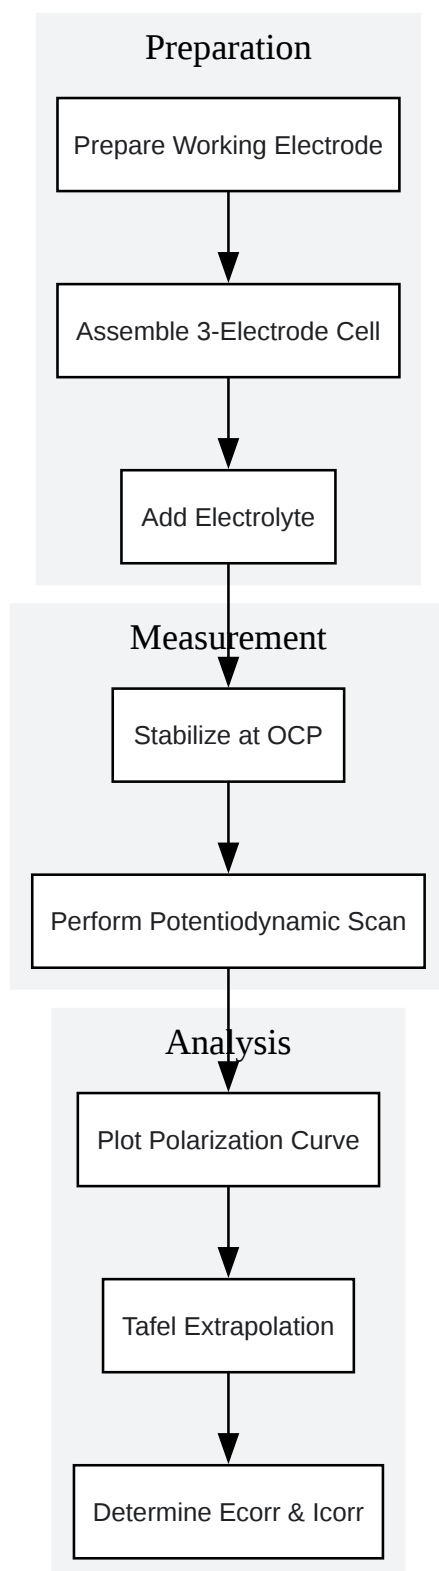 Preparation
Prepare Working Electrode
Assemble 3-Electrode Cell
Add Electrolyte
Measurement
Stabilize at OCP
Perform Potentiodynamic Scan
Analysis
Plot Polarization Curve
Tafel Extrapolation
Determine Ecorr & Icorr